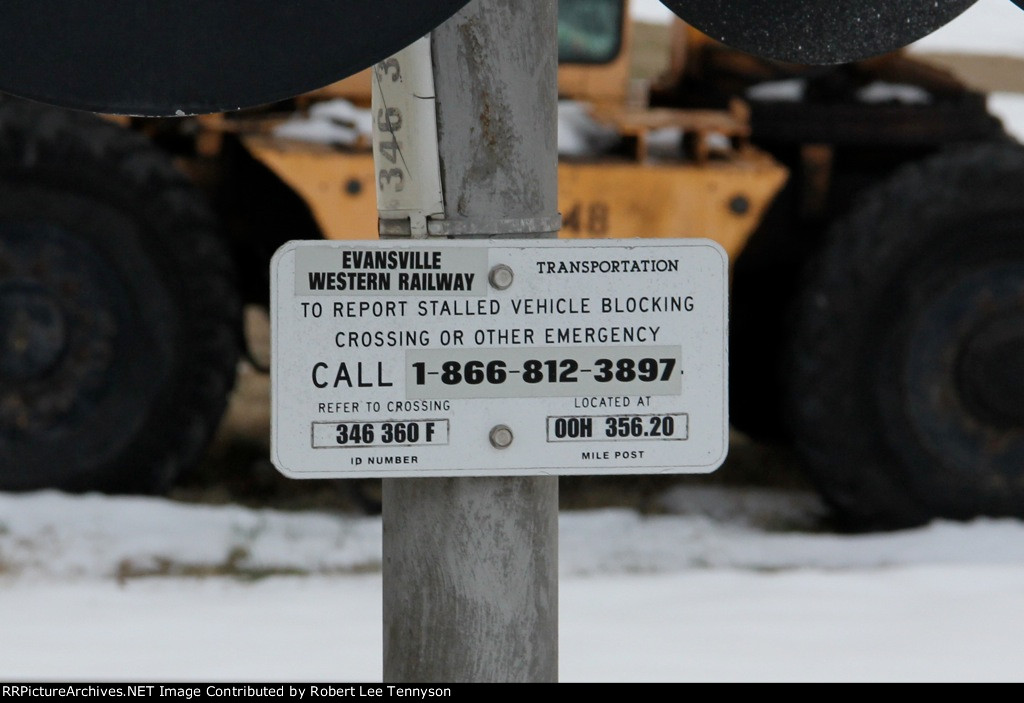 346 3
48
EVANSVILLE
WESTERN RAILWAY
TRANSPORTATION
TO REPORT STALLED VEHICLE BLOCKING
CROSSING OR OTHER EMERGENCY
CALL 1-866-812-3897
REFER TO CROSSING
346 360 F
ID NUMBER
LOCATED AT
00H 356.20
MILE POST
RRPictureArchives.NET Image Contributed by Robert Lee Tennyson